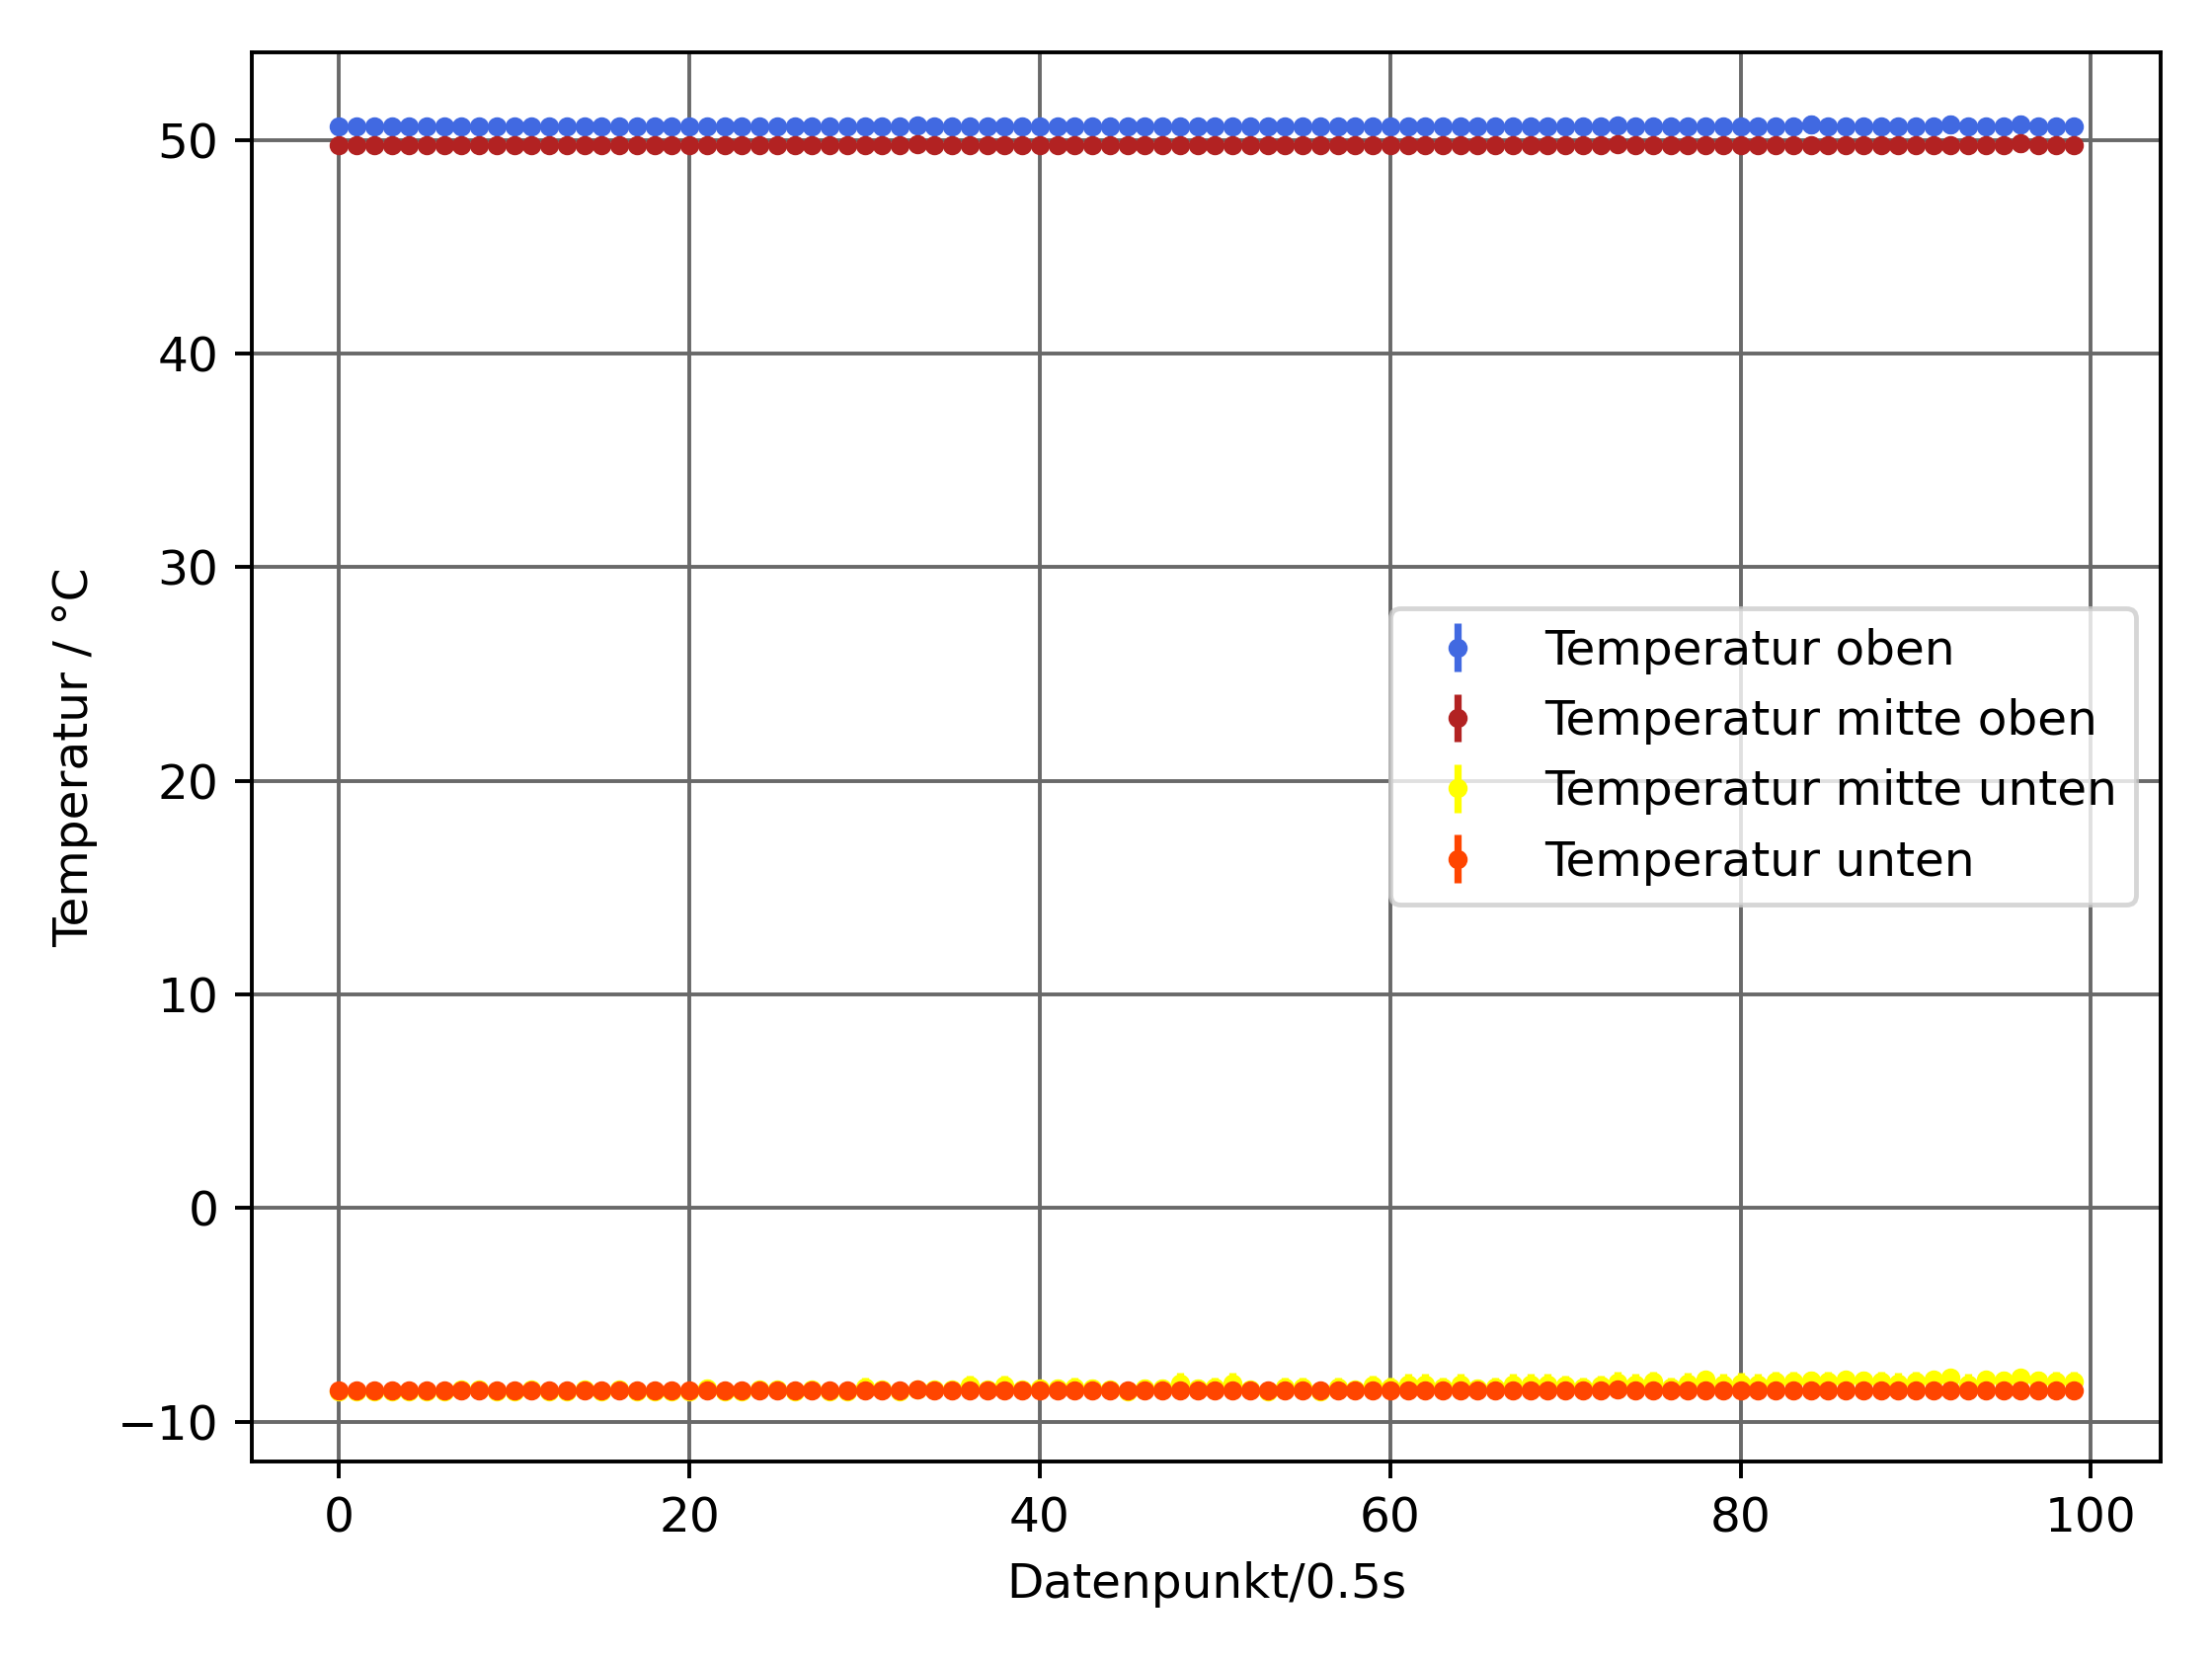 50
40
30
20
10
0
−10
Temperatur / °C
Temperatur oben
Temperatur mitte oben
Temperatur mitte unten
Temperatur unten
0 20 40 60 80 100
Datenpunkt/0.5s